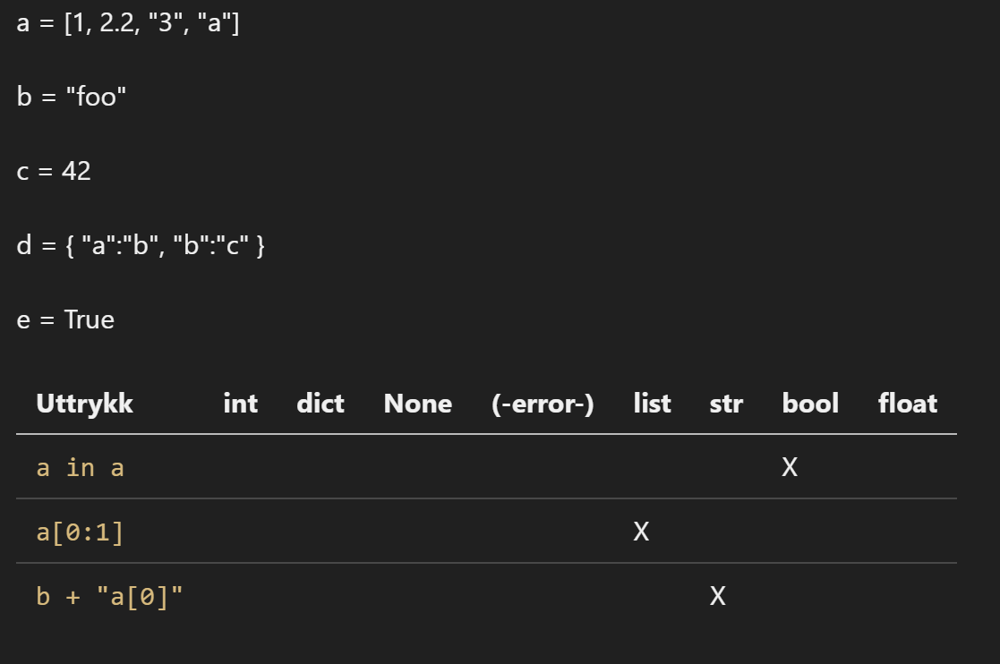 a = [1, 2.2, "3", "a"]
b = "foo"
c = 42
d = { "a":"b", "b":"c" }
e = True
Uttrykk int dict None (-error-) list str bool float
a in a X
a[0:1] X
b + "a[0]" X